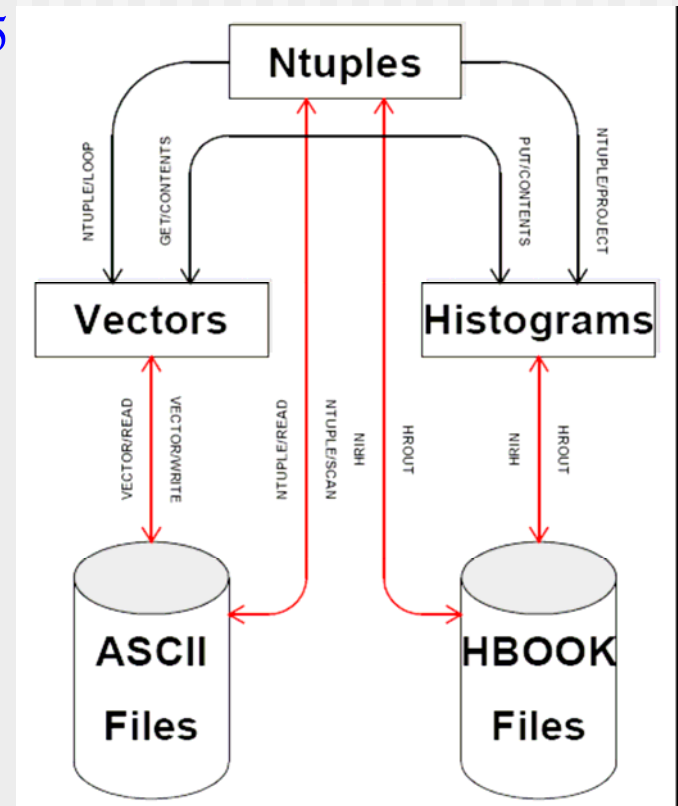 5
Ntuples
NTUPLE/LOOP
GET/CONTENTS
PUT/CONTENTS
NTUPLE/PROJECT
Vectors
Histograms
VECTOR/READ
VECTOR/WRITE
NTUPLE/READ
NTUPLE/SCAN
HRIN
HROUT
HRIN
HROUT
ASCII
Files
HBOOK
Files